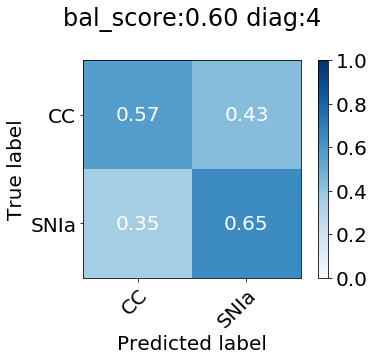 bal_score:0.60 diag:4
True label
CC
0.57 0.43
SNIa
0.35 0.65
CC SNIa
Predicted label
1.0
0.8
0.6
0.4
0.2
0.0